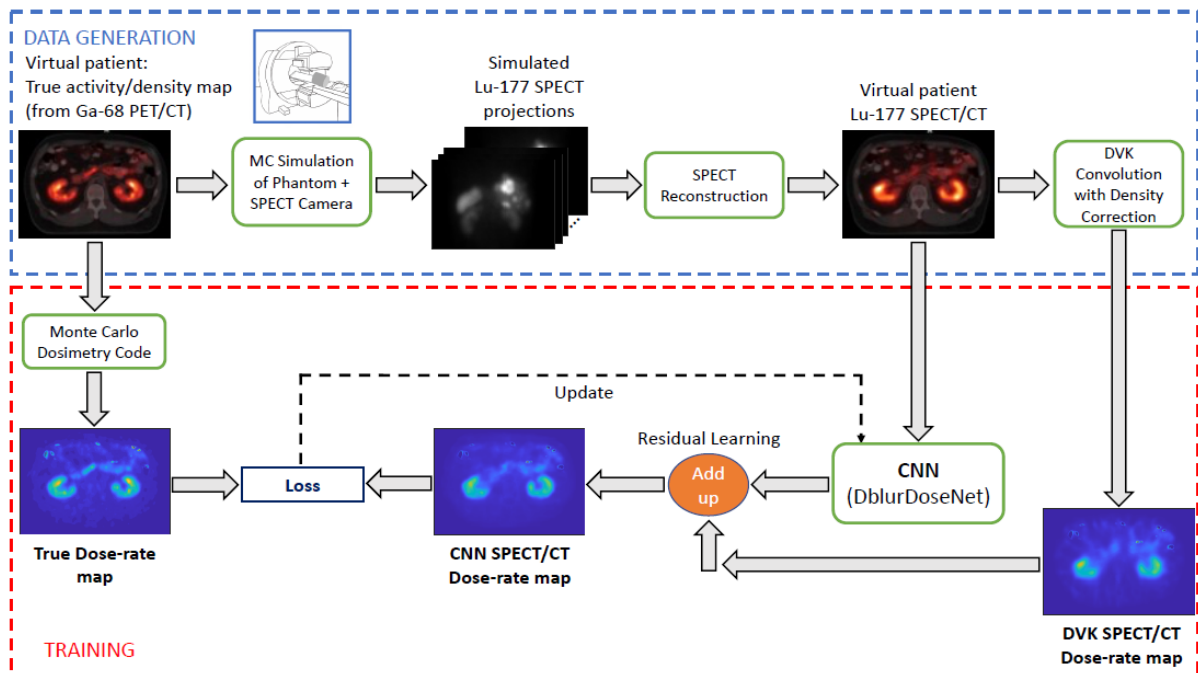 DATA GENERATION
Virtual patient:
True activity/density map
(from Ga-68 PET/CT)
MC Simulation
of Phantom +
SPECT Camera
Simulated
Lu-177 SPECT
projections
SPECT
Reconstruction
Virtual patient
Lu-177 SPECT/CT
DVK
Convolution
with Density
Correction
Monte Carlo
Dosimetry Code
Update
Residual Learning
True Dose-rate
map
Loss
CNN SPECT/CT
Dose-rate map
Add
up
CNN
(DblurDoseNet)
DVK SPECT/CT
Dose-rate map
TRAINING